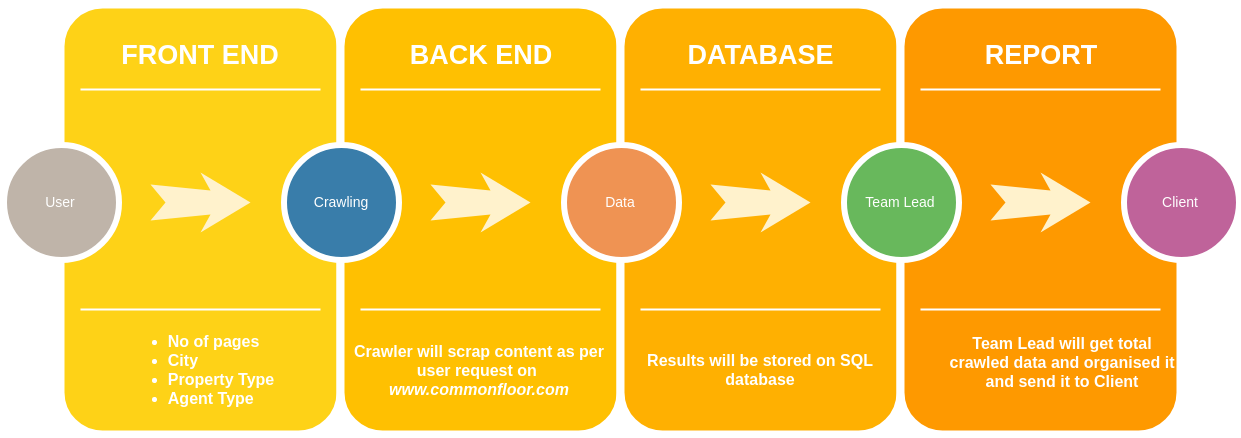 FRONT END
BACK END
DATABASE
REPORT
User
Crawling
Data
Team Lead
Client
No of pages
City
Property Type
Agent Type
Crawler will scrap content as per
user request on
www.commonfloor.com
Results will be stored on SQL
database
Team Lead will get total
crawled data and organised it
and send it to Client